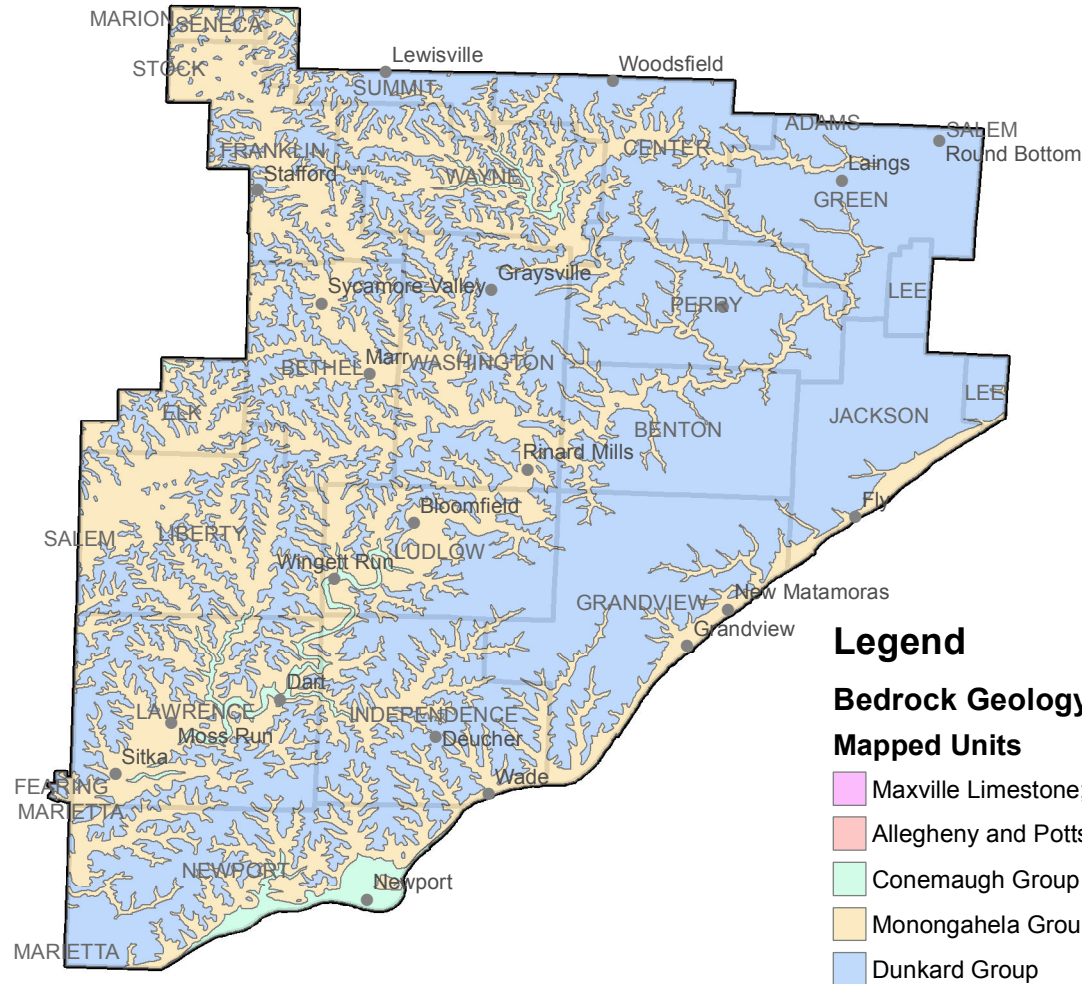 MARION
SENECA
STOCK
Lewisville
Woodsfield
SUMMIT
ADAMS
SALEM
Round Bottom
FRANKLIN
CENTER
Stafford
WAYNE
Laings
GREEN
Graysville
Sycamore Valley
PERRY
LEE
Marr
WASHINGTON
BETHEL
LEE
ELK
BENTON
JACKSON
Rinard Mills
Fly
Bloomfield
SALEM
LIBERTY
LUDLOW
Wingett Run
GRANDVIEW
New Matamoras
Grandview
Legend
Dart
Bedrock Geology
LAWRENCE
INDEPENDENCE
Moss Run
Deucher
Mapped Units
Sitka
FEARING
Wade
Maxville Limestone;
MARIETTA
Allegheny and Potts
NEWPORT
Newport
Conemaugh Group
Monongahela Grou
MARIETTA
Dunkard Group